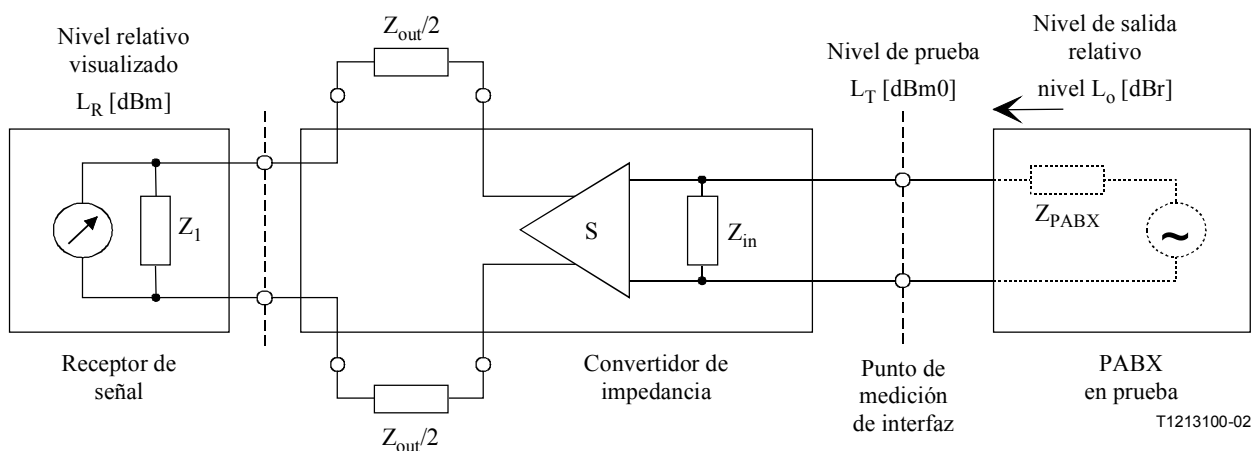 Nivel relativo
visualizado
L_R [dBm]
Z_out/2
Nivel de prueba
L_T [dBm0]
Nivel de salida
relativo
nivel L_o [dBr]
Z_1
S
Z_in
Z_PABX
~
Receptor de
señal
Z_out/2
Convertidor de
impedancia
Punto de
medición
de interfaz
PABX
en prueba
T1213100-02